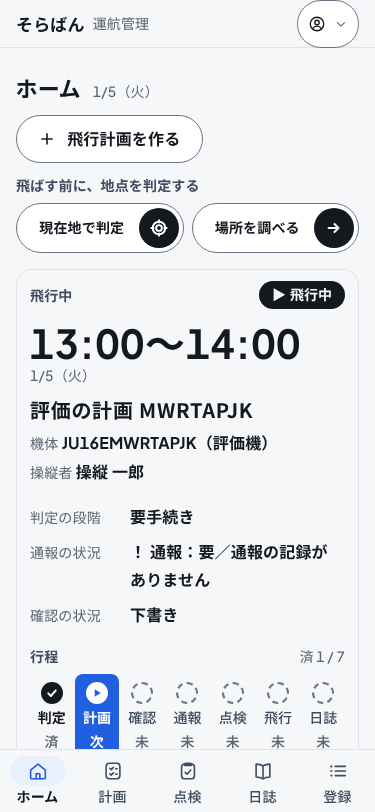 そらばん 運航管理
ホーム 1/5（火）
＋ 飛行計画を作る
飛ばす前に、地点を判定する
現在地で判定 場所を調べる
飛行中 ▶ 飛行中
13:00〜14:00
1/5（火）
評価の計画 MWRTAPJK
機体 JU16EMWRTAPJK（評価機）
操縦者 操縦 一郎
判定の段階 要手続き
通報の状況 ！ 通報：要／通報の記録が
ありません
確認の状況 下書き
行程 済 1 / 7
判定 計画 確認 通報 点検 飛行 日誌
済 次 未 未 未 未 未
ホーム 計画 点検 日誌 登録